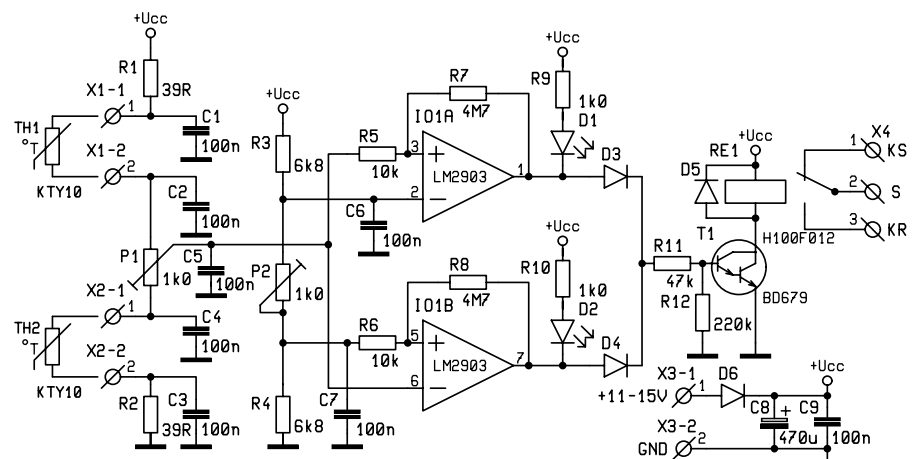 +Ucc
R1
39R
X1-1
1
TH1
°T
KTY10
C1
100n
X1-2
2
C2
100n
P1
1k0
C5
100n
X2-1
1
TH2
°T
KTY10
C4
100n
X2-2
2
R2
39R
C3
100n
+Ucc
R3
6k8
P2
1k0
R4
6k8
C6
100n
C7
100n
R5
10k
R7
4M7
IO1A
3
+
2
−
LM2903
1
R6
10k
R8
4M7
IO1B
5
+
6
−
LM2903
7
+Ucc
R9
1k0
D1
D3
+Ucc
R10
1k0
D2
D4
R11
47k
R12
220k
+Ucc
RE1
D5
H100F012
T1
BD679
X4
1
KS
2
S
3
KR
X3-1
+11-15V
1
D6
+Ucc
C8
+
470u
C9
100n
X3-2
GND
2